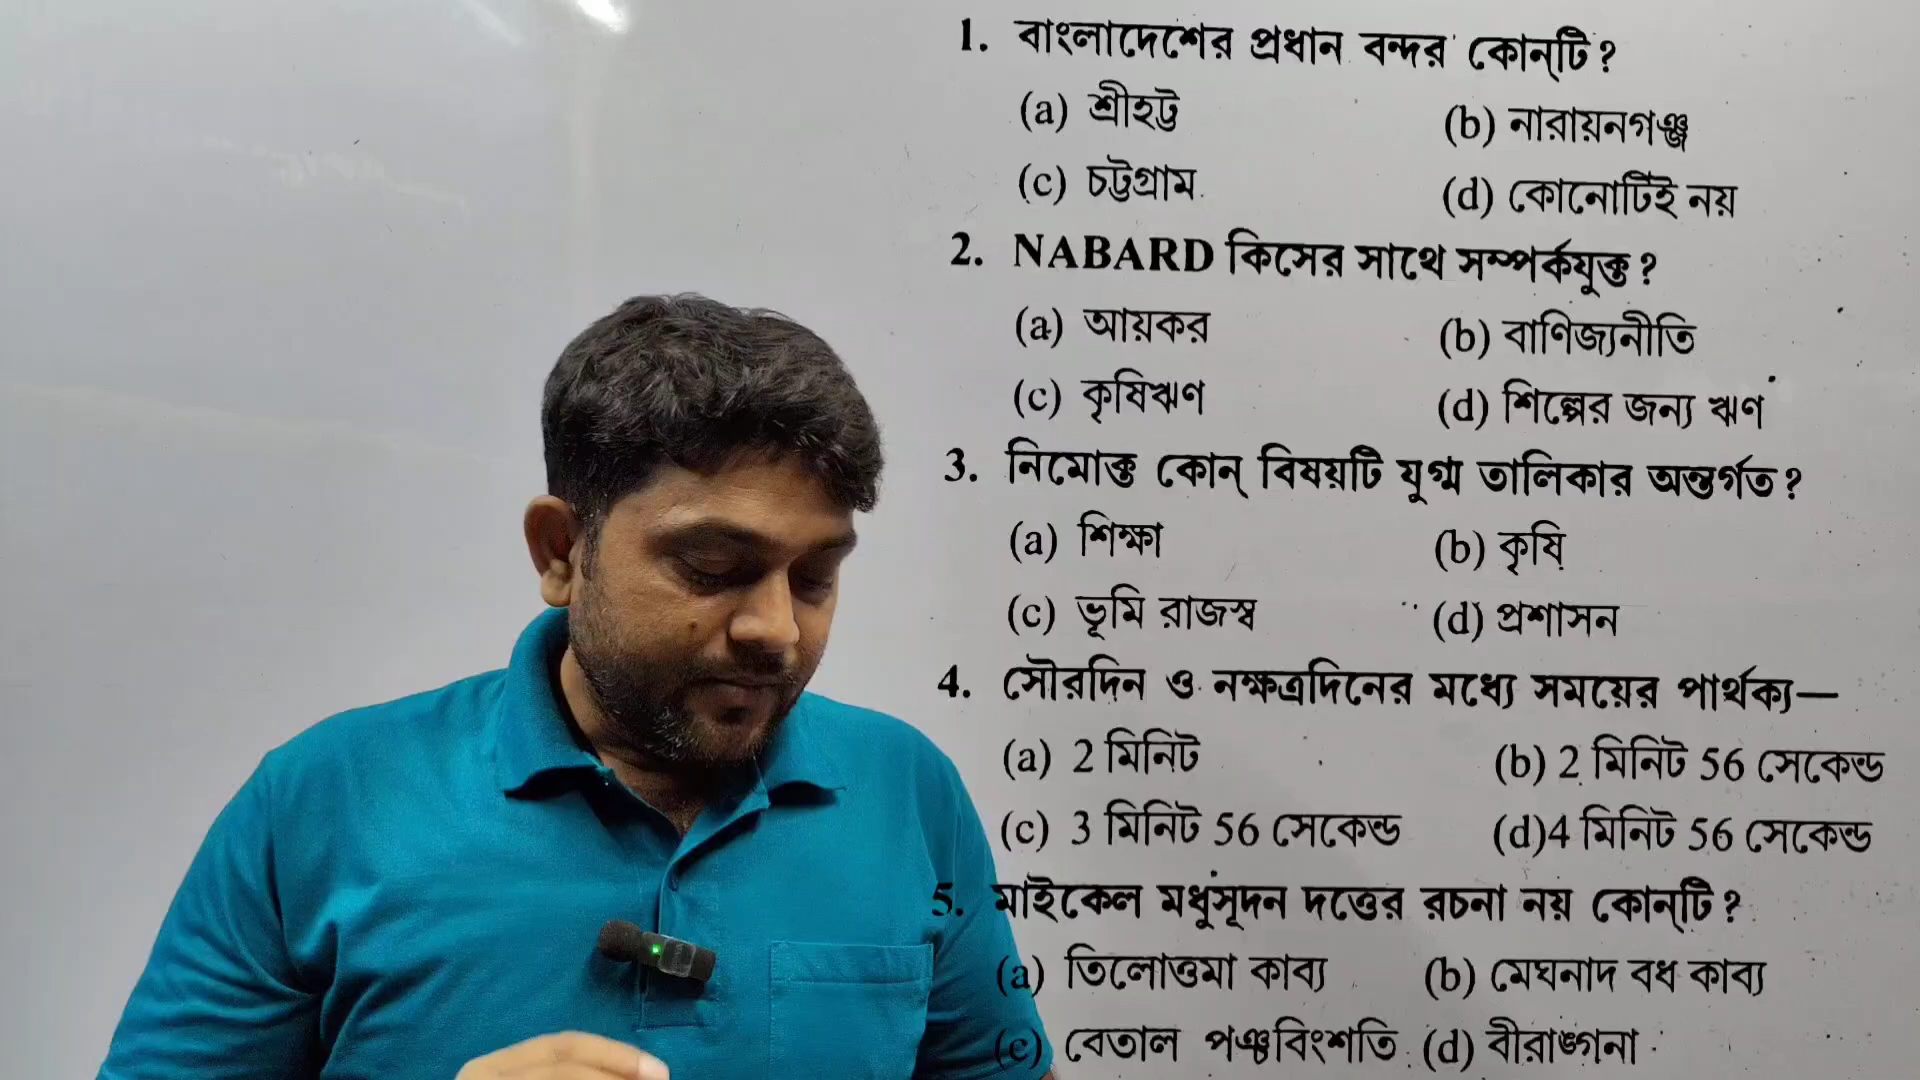 1. বাংলাদেশের প্রধান বন্দর কোন্‌টি ?
(a) শ্রীহট্ট (b) নারায়নগঞ্জ
(c) চট্টগ্রাম (d) কোনোটিই নয়
2. NABARD কিসের সাথে সম্পর্কযুক্ত ?
(a) আয়কর (b) বাণিজ্যনীতি
(c) কৃষিঋণ (d) শিল্পের জন্য ঋণ
3. নিমোক্ত কোন্ বিষয়টি যুগ্ম তালিকার অন্তর্গত ?
(a) শিক্ষা (b) কৃষি
(c) ভূমি রাজস্ব (d) প্রশাসন
4. সৌরদিন ও নক্ষত্রদিনের মধ্যে সময়ের পার্থক্য—
(a) 2 মিনিট (b) 2 মিনিট 56 সেকেন্ড
(c) 3 মিনিট 56 সেকেন্ড (d)4 মিনিট 56 সেকেন্ড
5. মাইকেল মধুসূদন দত্তের রচনা নয় কোন্‌টি ?
(a) তিলোত্তমা কাব্য (b) মেঘনাদ বধ কাব্য
(c) বেতাল পঞ্চবিংশতি (d) বীরাঙ্গনা